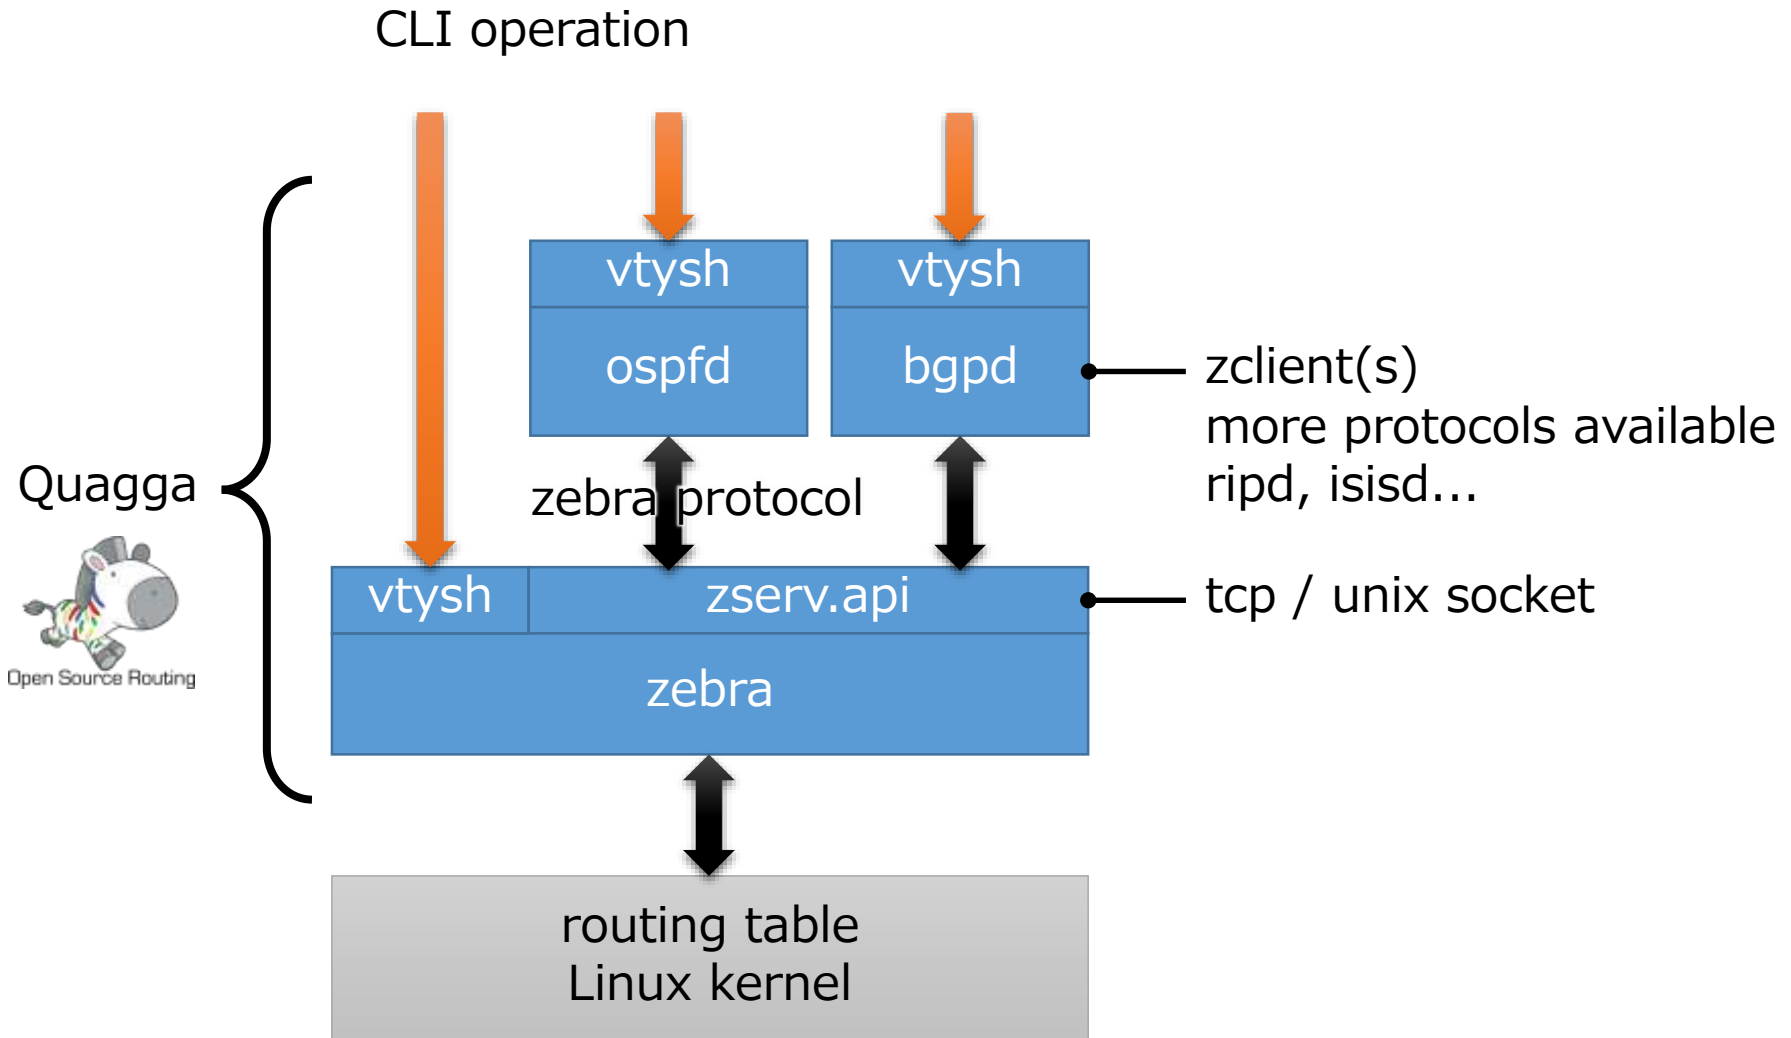 CLI operation
vtysh
vtysh
ospfd
bgpd
zclient(s)
more protocols available
ripd, isisd...
Quagga
zebra protocol
Open Source Routing
vtysh
zserv.api
tcp / unix socket
zebra
routing table
Linux kernel